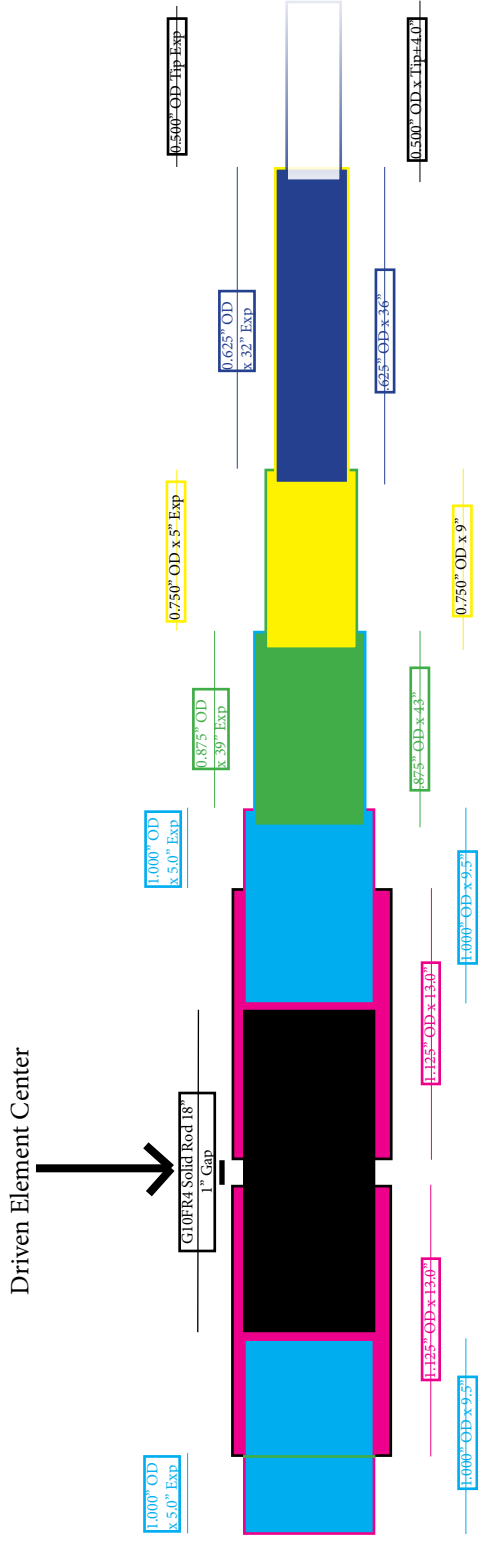 Driven Element Center
G10FR4 Solid Rod 18"
1" Gap
1.000" OD
x 5.0" Exp
1.000" OD
x 5.0" Exp
0.875" OD
x 39" Exp
0.750" OD x 5" Exp
0.625" OD
x 32" Exp
0.500" OD Tip Exp
1.000" OD x 9.5"
1.125" OD x 13.0"
1.125" OD x 13.0"
1.000" OD x 9.5"
.875" OD x 43"
0.750" OD x 9"
.625" OD x 36"
0.500" OD x Tip+4.0"